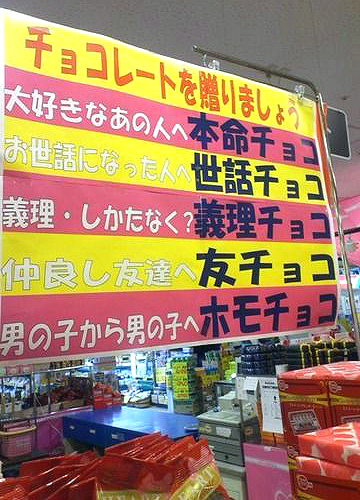 チョコレートを贈りましょう
大好きなあの人へ本命チョコ
お世話になった人へ世話チョコ
義理・しかたなく?義理チョコ
仲良し友達へ友チョコ
男の子から男の子へホモチョコ